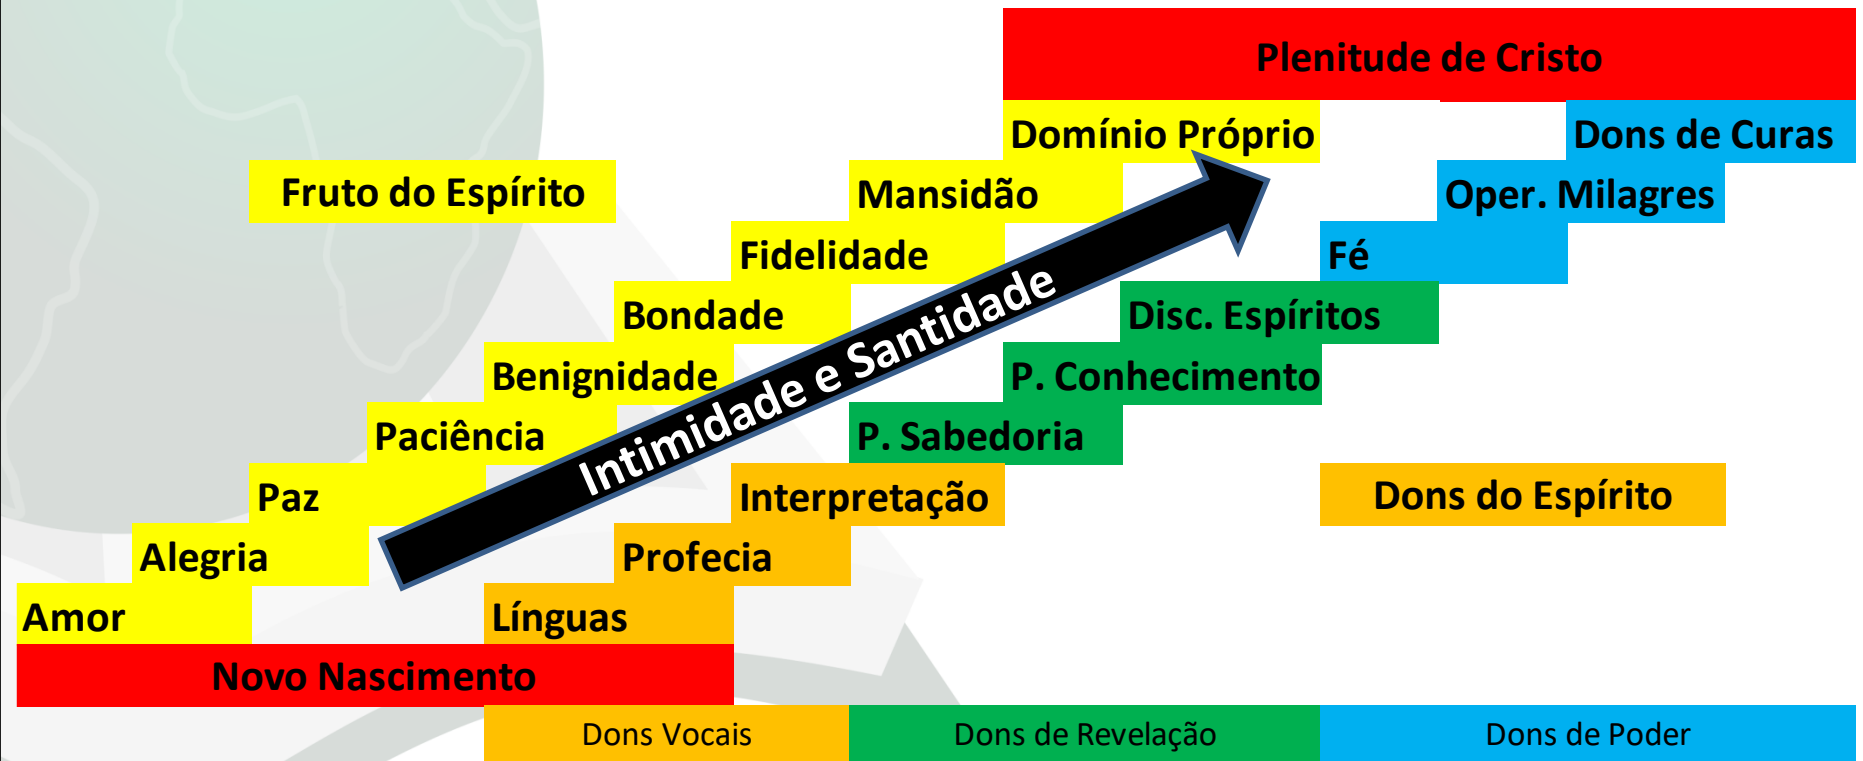 Plenitude de Cristo
Domínio Próprio
Dons de Curas
Fruto do Espírito
Mansidão
Oper. Milagres
Fidelidade
Fé
Bondade
Disc. Espíritos
Benignidade
P. Conhecimento
Intimidade e Santidade
Paciência
P. Sabedoria
Paz
Interpretação
Dons do Espírito
Alegria
Profecia
Amor
Línguas
Novo Nascimento
Dons Vocais
Dons de Revelação
Dons de Poder